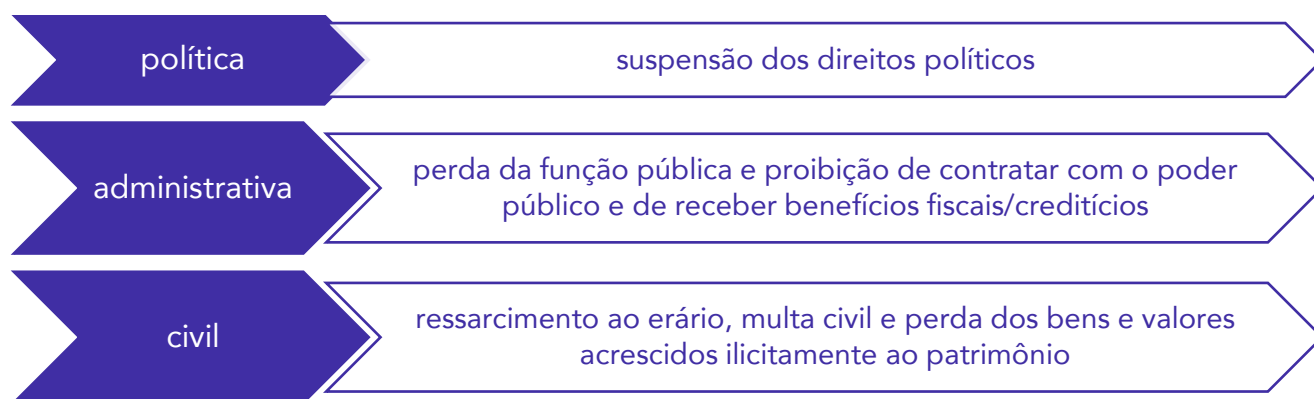 política
suspensão dos direitos políticos
administrativa
perda da função pública e proibição de contratar com o poder
público e de receber benefícios fiscais/creditícios
civil
ressarcimento ao erário, multa civil e perda dos bens e valores
acrescidos ilicitamente ao patrimônio